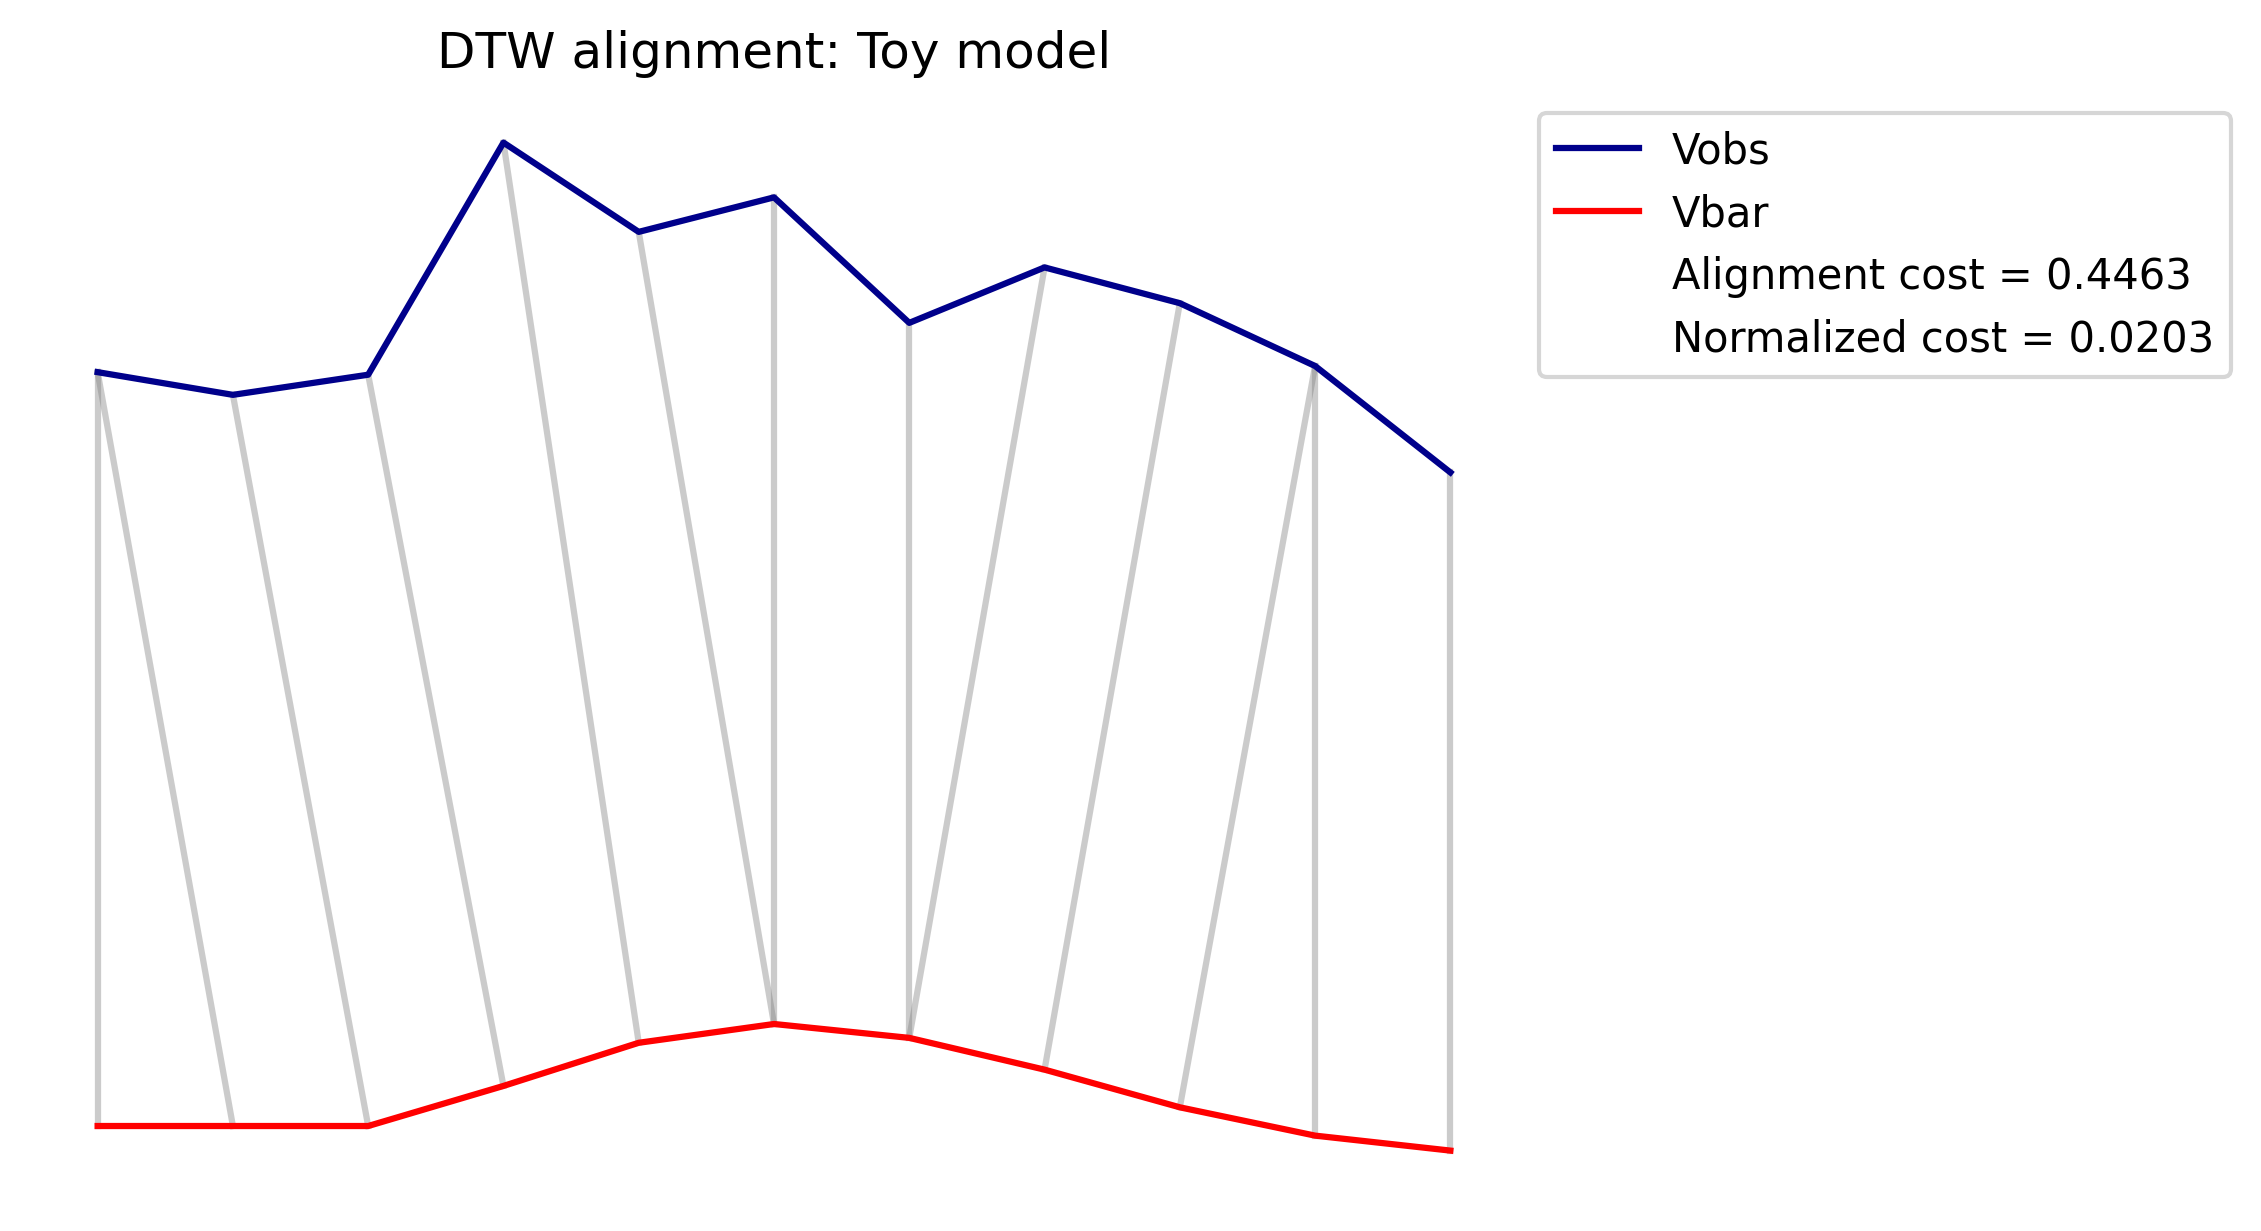 DTW alignment: Toy model
Vobs
Vbar
Alignment cost = 0.4463
Normalized cost = 0.0203